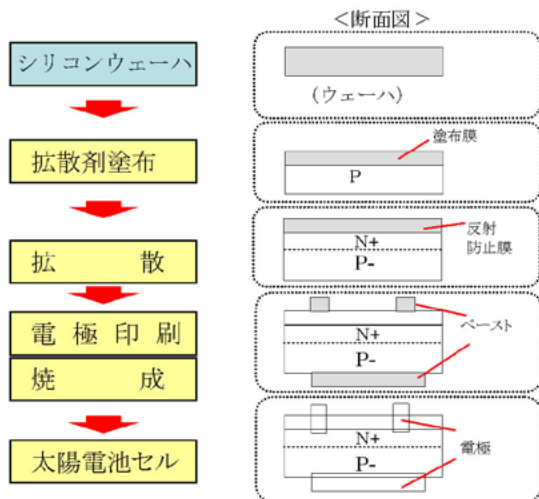 ＜断面図＞
シリコンウェーハ
(ウェーハ)
拡散剤塗布
塗布膜
P
拡　散
反射
防止膜
N+
P-
電極印刷
焼　成
ペースト
N+
P-
太陽電池セル
N+
P-
電極